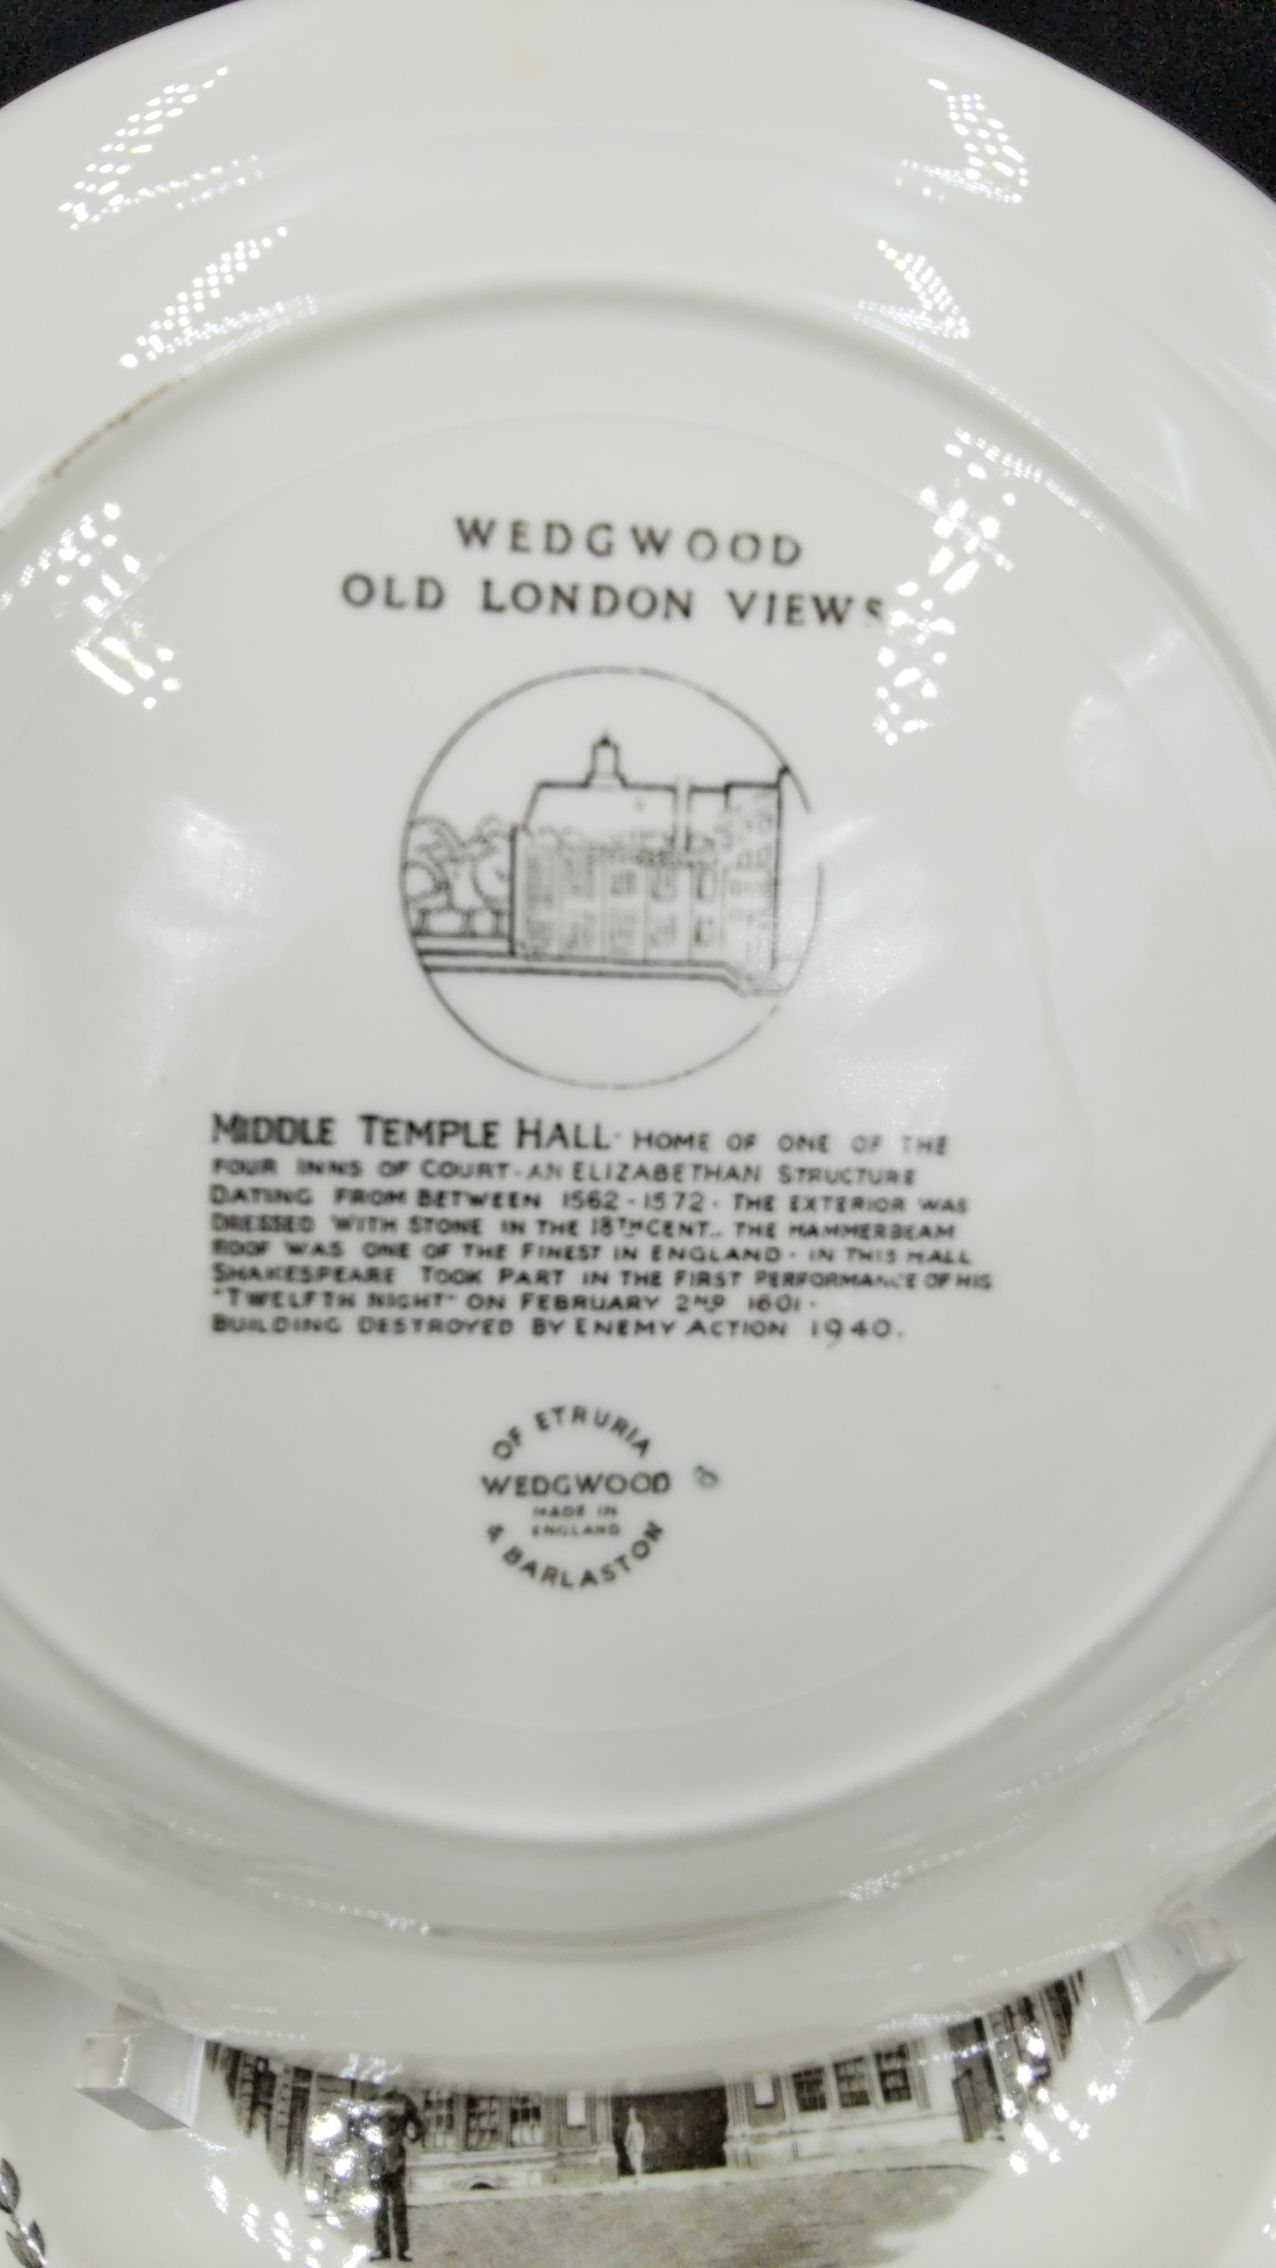 WEDGWOOD
OLD LONDON VIEWS
MIDDLE TEMPLE HALL · HOME OF ONE OF THE
FOUR INNS OF COURT · AN ELIZABETHAN STRUCTURE
DATING FROM BETWEEN 1562 - 1572 · THE EXTERIOR WAS
DRESSED WITH STONE IN THE 18TH CENT.. THE HAMMERBEAM
ROOF WAS ONE OF THE FINEST IN ENGLAND · IN THIS HALL
SHAKESPEARE TOOK PART IN THE FIRST PERFORMANCE OF HIS
"TWELFTH NIGHT" ON FEBRUARY 2ND 1601 ·
BUILDING DESTROYED BY ENEMY ACTION 1940.
OF ETRURIA
WEDGWOOD
MADE IN
ENGLAND
& BARLASTON